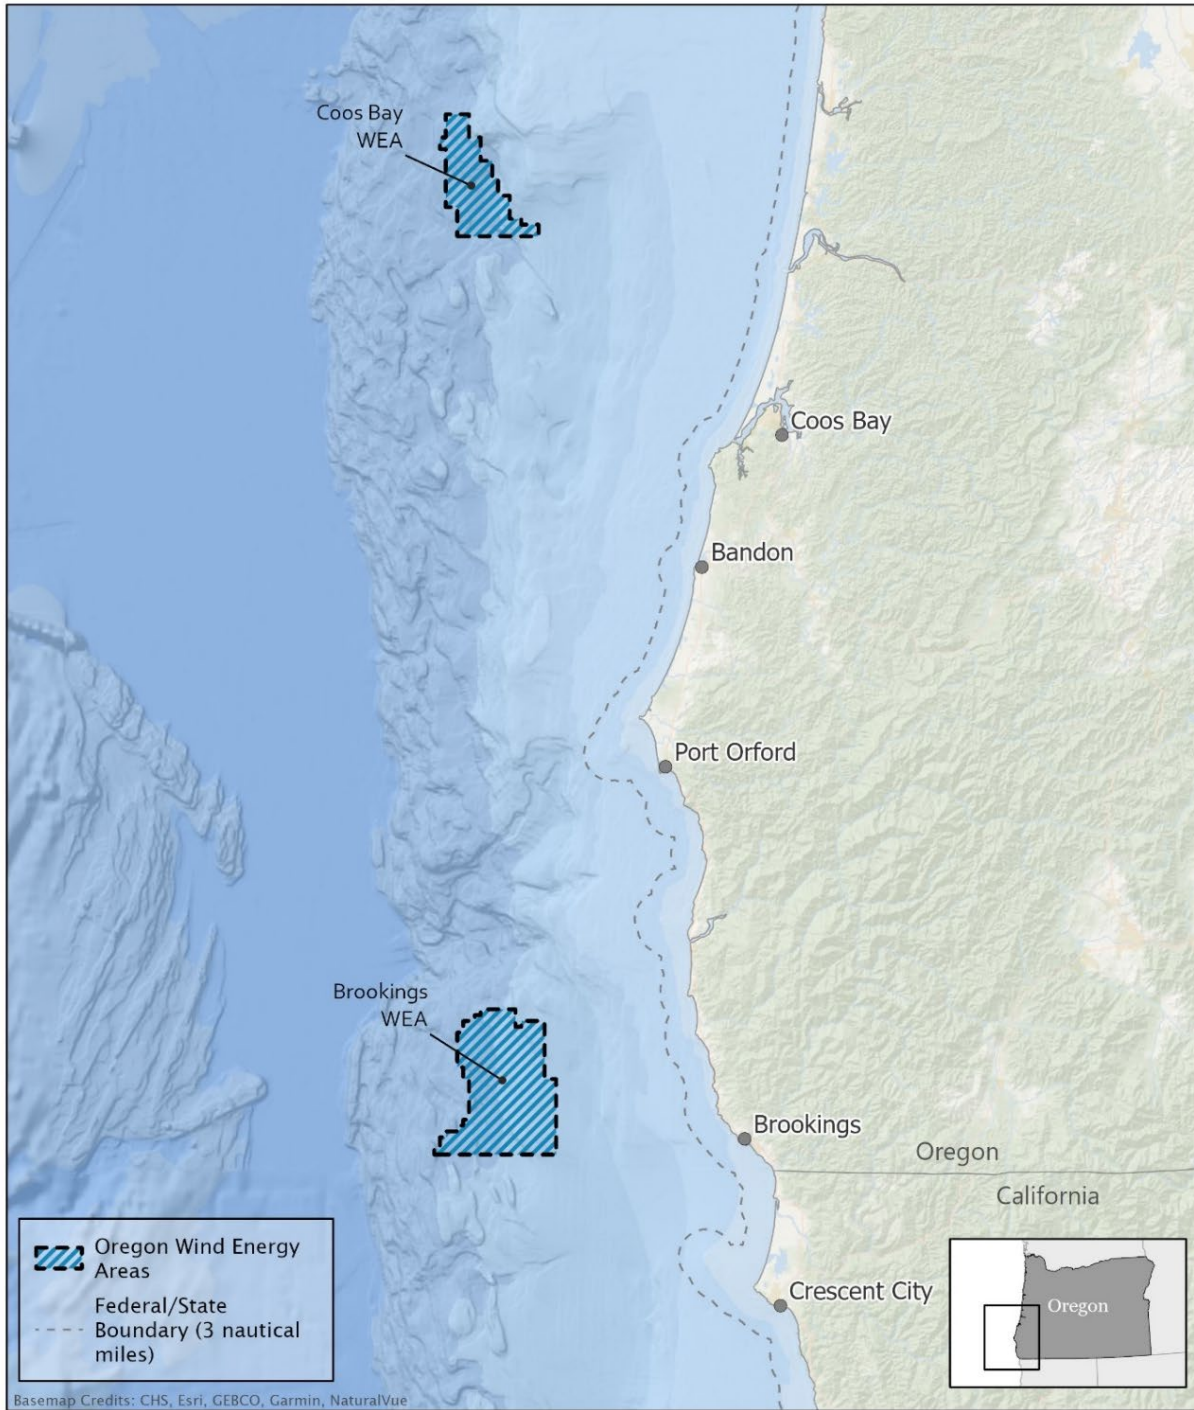 Coos Bay
WEA
Coos Bay
Bandon
Port Orford
Brookings
WEA
Brookings
Oregon
California
Crescent City
Oregon Wind Energy
Areas
Federal/State
Boundary (3 nautical
miles)
Oregon
Basemap Credits: CHS, Esri, GEBCO, Garmin, NaturalVue